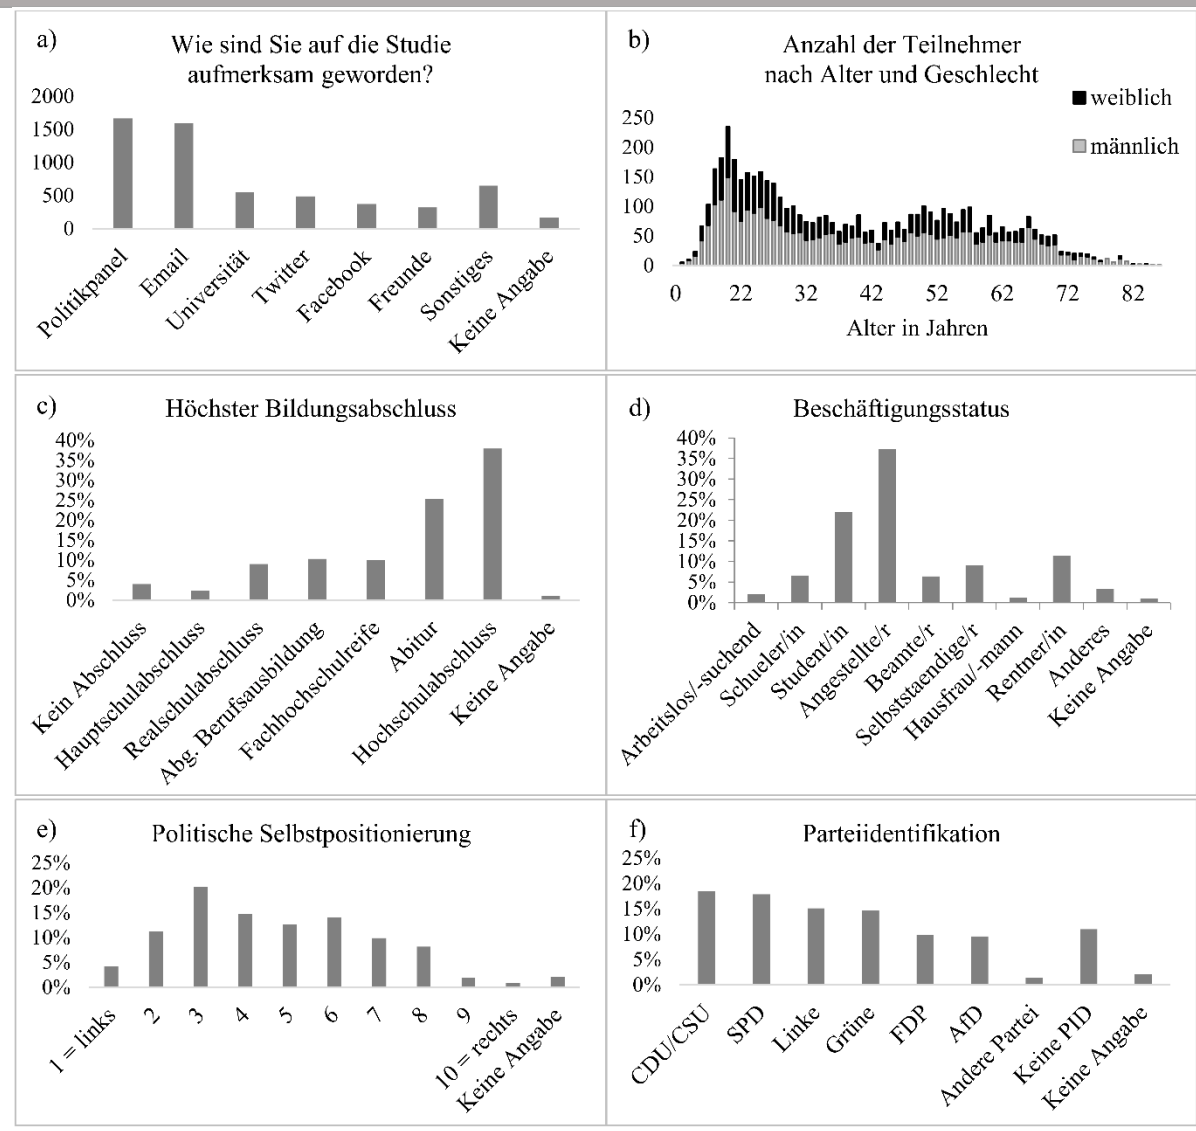 a)
Wie sind Sie auf die Studie
aufmerksam geworden?
2000
1500
1000
500
0
Politikpanel
Email
Universität
Twitter
Facebook
Freunde
Sonstiges
Keine Angabe
b)
Anzahl der Teilnehmer
nach Alter und Geschlecht
weiblich
männlich
250
200
150
100
50
0
0 22 32 42 52 62 72 82
Alter in Jahren
c)
Höchster Bildungsabschluss
40%
35%
30%
25%
20%
15%
10%
5%
0%
Kein Abschluss
Hauptschulabschluss
Realschulabschluss
Abg. Berufsausbildung
Fachhochschulreife
Abitur
Hochschulabschluss
Keine Angabe
d)
Beschäftigungsstatus
40%
35%
30%
25%
20%
15%
10%
5%
0%
Arbeitslos/-suchend
Schueler/in
Student/in
Angestellte/r
Beamte/r
Selbststaendige/r
Hausfrau/-mann
Rentner/in
Anderes
Keine Angabe
e)
Politische Selbstpositionierung
25%
20%
15%
10%
5%
0%
1 = links
2
3
4
5
6
7
8
9
10 = rechts
Keine Angabe
f)
Parteiidentifikation
25%
20%
15%
10%
5%
0%
CDU/CSU
SPD
Linke
Grüne
FDP
AfD
Andere Partei
Keine PID
Keine Angabe